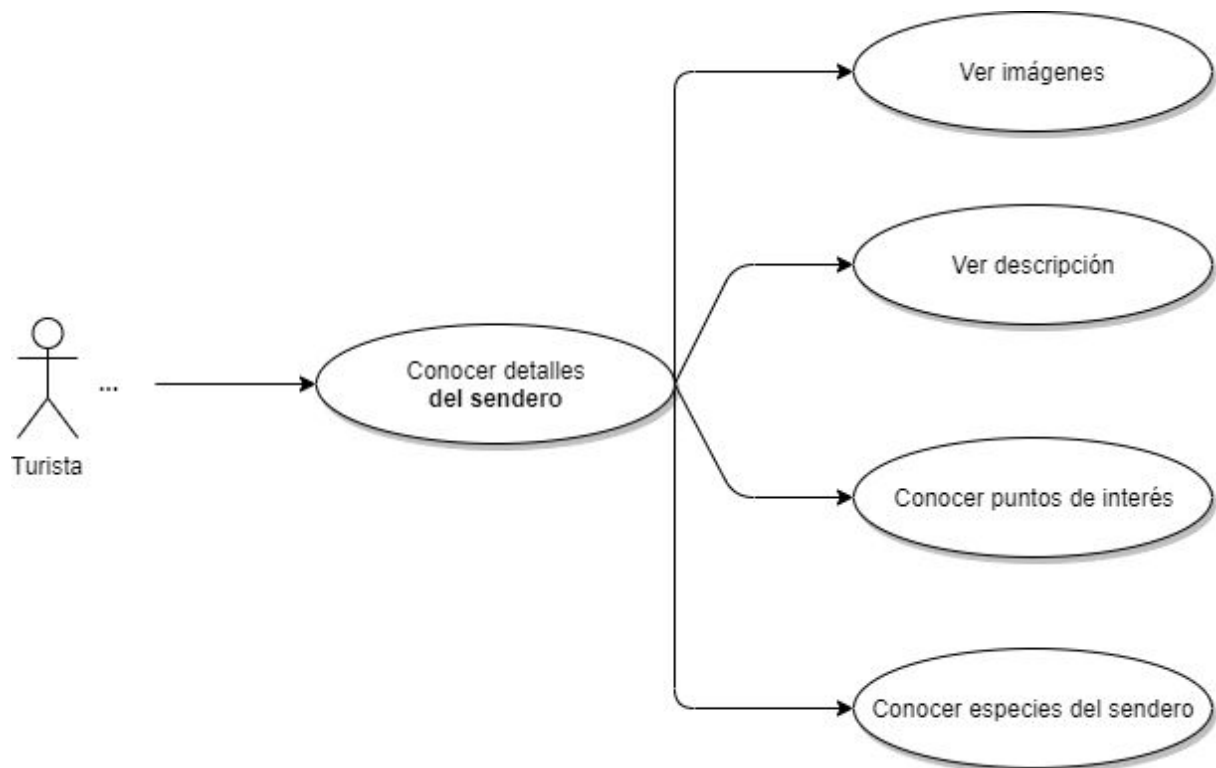 Ver imágenes
Ver descripción
Conocer detalles
del sendero
...
Turista
Conocer puntos de interés
Conocer especies del sendero